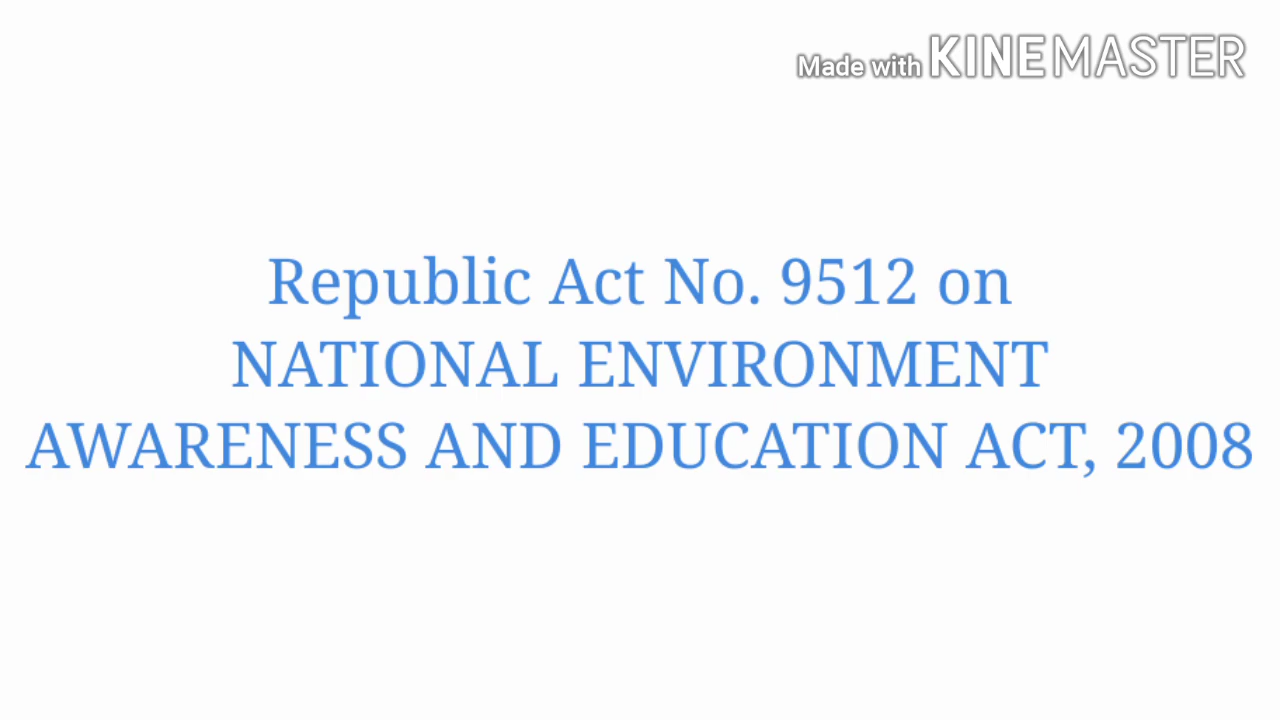 Made with KINEMASTER
Republic Act No. 9512 on
NATIONAL ENVIRONMENT
AWARENESS AND EDUCATION ACT, 2008